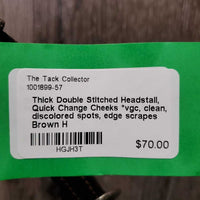 The Tack Collector
1001899-57
Thick Double Stitched Headstall,
Quick Change Cheeks *vgc, clean,
discolored spots, edge scrapes
Brown H
HGJH3T
$70.00